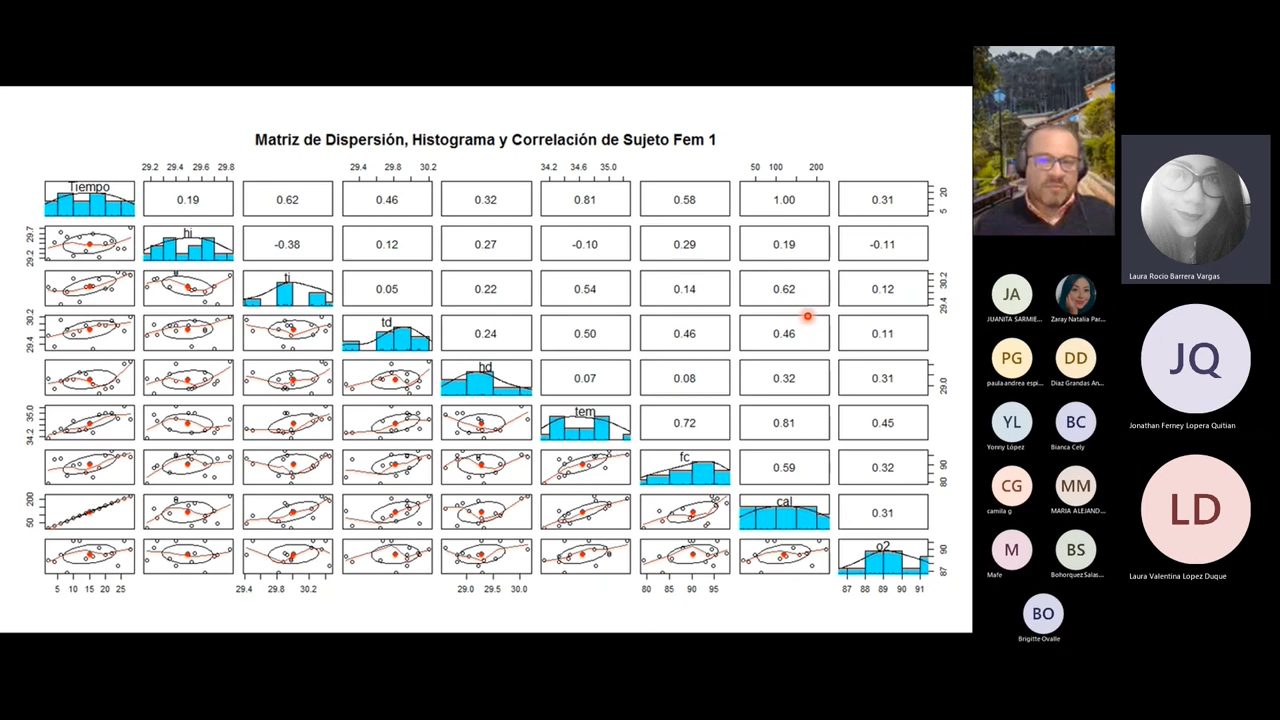 Matriz de Dispersión, Histograma y Correlación de Sujeto Fem 1
29.2 29.4 29.6 29.8 29.4 29.8 30.2 34.2 34.6 35.0 50 100 200
Tiempo 0.19 0.62 0.46 0.32 0.81 0.58 1.00 0.31 5 20
29.2 29.7 hi -0.38 0.12 0.27 -0.10 0.29 0.19 -0.11
ti 0.05 0.22 0.54 0.14 0.62 0.12 29.4 30.2
29.4 30.2 td 0.24 0.50 0.46 0.46 0.11
hd 0.07 0.08 0.32 0.31 29.0
34.2 35.0 tem 0.72 0.81 0.45
fc 0.59 0.32 80 90
50 200 cal 0.31
o2 87 90
5 10 15 20 25 29.4 29.8 30.2 29.0 29.5 30.0 80 85 90 95 87 88 89 90 91
Laura Rocio Barrera Vargas
JA
JUANITA SARMIE...
Zaray Natalia Par...
PG
paula andrea espi...
DD
Diaz Grandas An...
JQ
Jonathan Ferney Lopera Quitian
YL
Yonny López
BC
Bianca Cely
CG
camila g
MM
MARIA ALEJAND...
LD
Laura Valentina Lopez Duque
M
Mafe
BS
Bohorquez Salas...
BO
Brigitte Ovalle